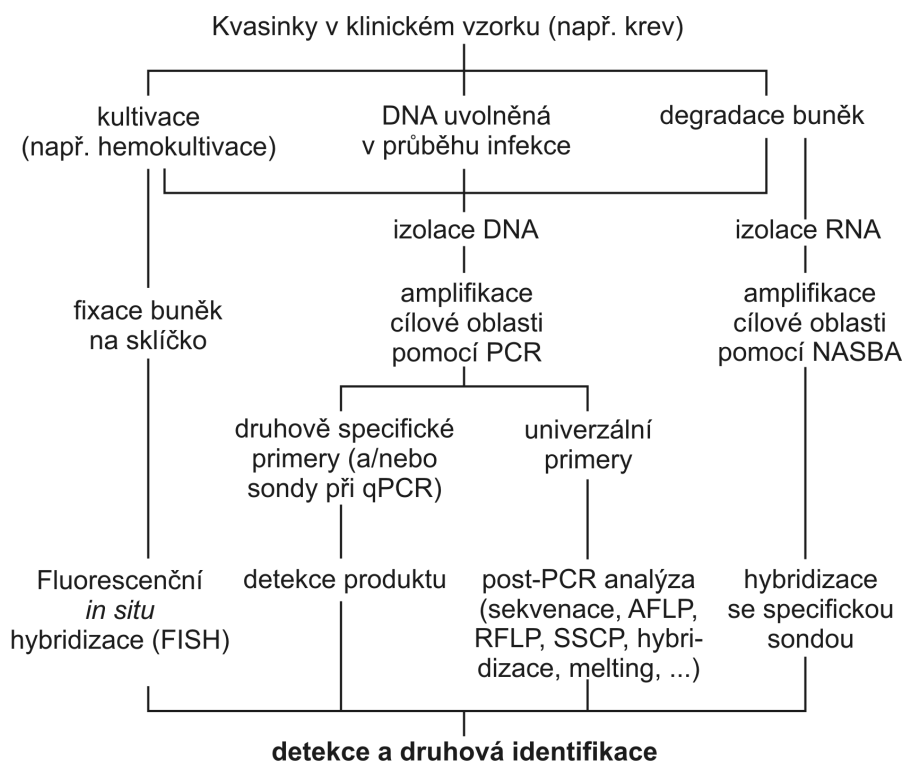 Kvasinky v klinickém vzorku (např. krev)
kultivace
(např. hemokultivace)
DNA uvolněná
v průběhu infekce
degradace buněk
izolace DNA
izolace RNA
fixace buněk
na sklíčko
amplifikace
cílové oblasti
pomocí PCR
amplifikace
cílové oblasti
pomocí NASBA
druhově specifické
primery (a/nebo
sondy při qPCR)
univerzální
primery
Fluorescenční
in situ
hybridizace (FISH)
detekce produktu
post-PCR analýza
(sekvenace, AFLP,
RFLP, SSCP, hybri-
dizace, melting, ...)
hybridizace
se specifickou
sondou
detekce a druhová identifikace